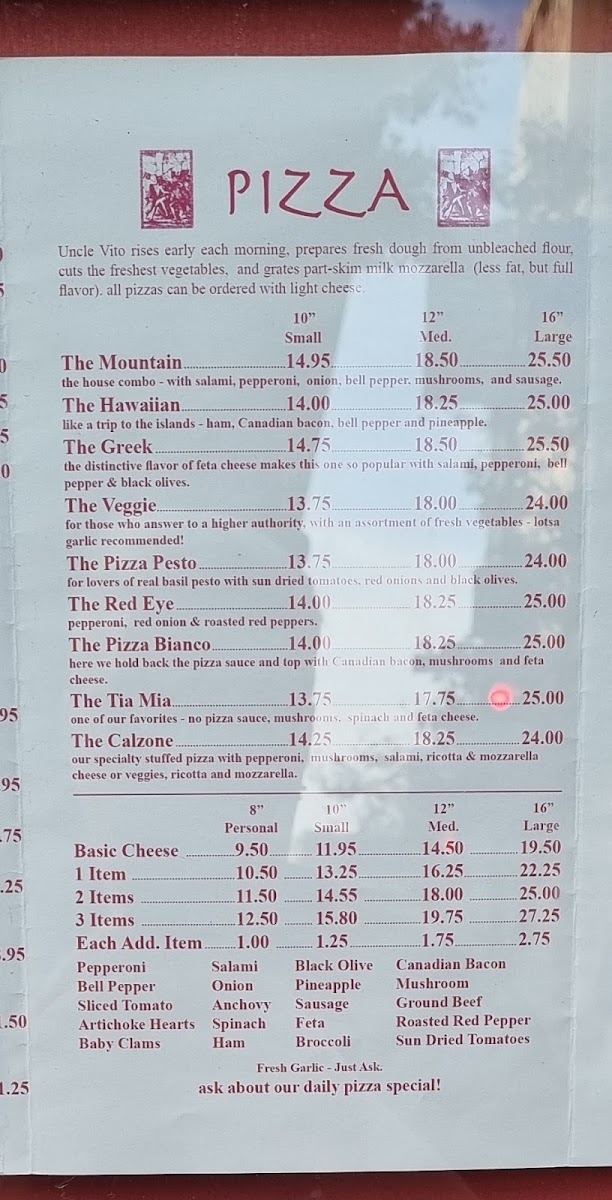 PIZZA
Uncle Vito rises early each morning, prepares fresh dough from unbleached flour,
cuts the freshest vegetables, and grates part-skim milk mozzarella (less fat, but full
flavor). all pizzas can be ordered with light cheese.
10” 12” 16”
Small Med. Large
The Mountain 14.95 18.50 25.50
the house combo - with salami, pepperoni, onion, bell pepper, mushrooms, and sausage.
The Hawaiian 14.00 18.25 25.00
like a trip to the islands - ham, Canadian bacon, bell pepper and pineapple.
The Greek 14.75 18.50 25.50
the distinctive flavor of feta cheese makes this one so popular with salami, pepperoni, bell
pepper & black olives.
The Veggie 13.75 18.00 24.00
for those who answer to a higher authority, with an assortment of fresh vegetables - lotsa
garlic recommended!
The Pizza Pesto 13.75 18.00 24.00
for lovers of real basil pesto with sun dried tomatoes, red onions and black olives.
The Red Eye 14.00 18.25 25.00
pepperoni, red onion & roasted red peppers.
The Pizza Bianco 14.00 18.25 25.00
here we hold back the pizza sauce and top with Canadian bacon, mushrooms and feta
cheese.
The Tia Mia 13.75 17.75 25.00
one of our favorites - no pizza sauce, mushrooms, spinach and feta cheese.
The Calzone 14.25 18.25 24.00
our specialty stuffed pizza with pepperoni, mushrooms, salami, ricotta & mozzarella
cheese or veggies, ricotta and mozzarella.
8” 10” 12” 16”
Personal Small Med. Large
Basic Cheese 9.50 11.95 14.50 19.50
1 Item 10.50 13.25 16.25 22.25
2 Items 11.50 14.55 18.00 25.00
3 Items 12.50 15.80 19.75 27.25
Each Add. Item 1.00 1.25 1.75 2.75
Pepperoni Salami Black Olive Canadian Bacon
Bell Pepper Onion Pineapple Mushroom
Sliced Tomato Anchovy Sausage Ground Beef
Artichoke Hearts Spinach Feta Roasted Red Pepper
Baby Clams Ham Broccoli Sun Dried Tomatoes
Fresh Garlic - Just Ask.
ask about our daily pizza special!